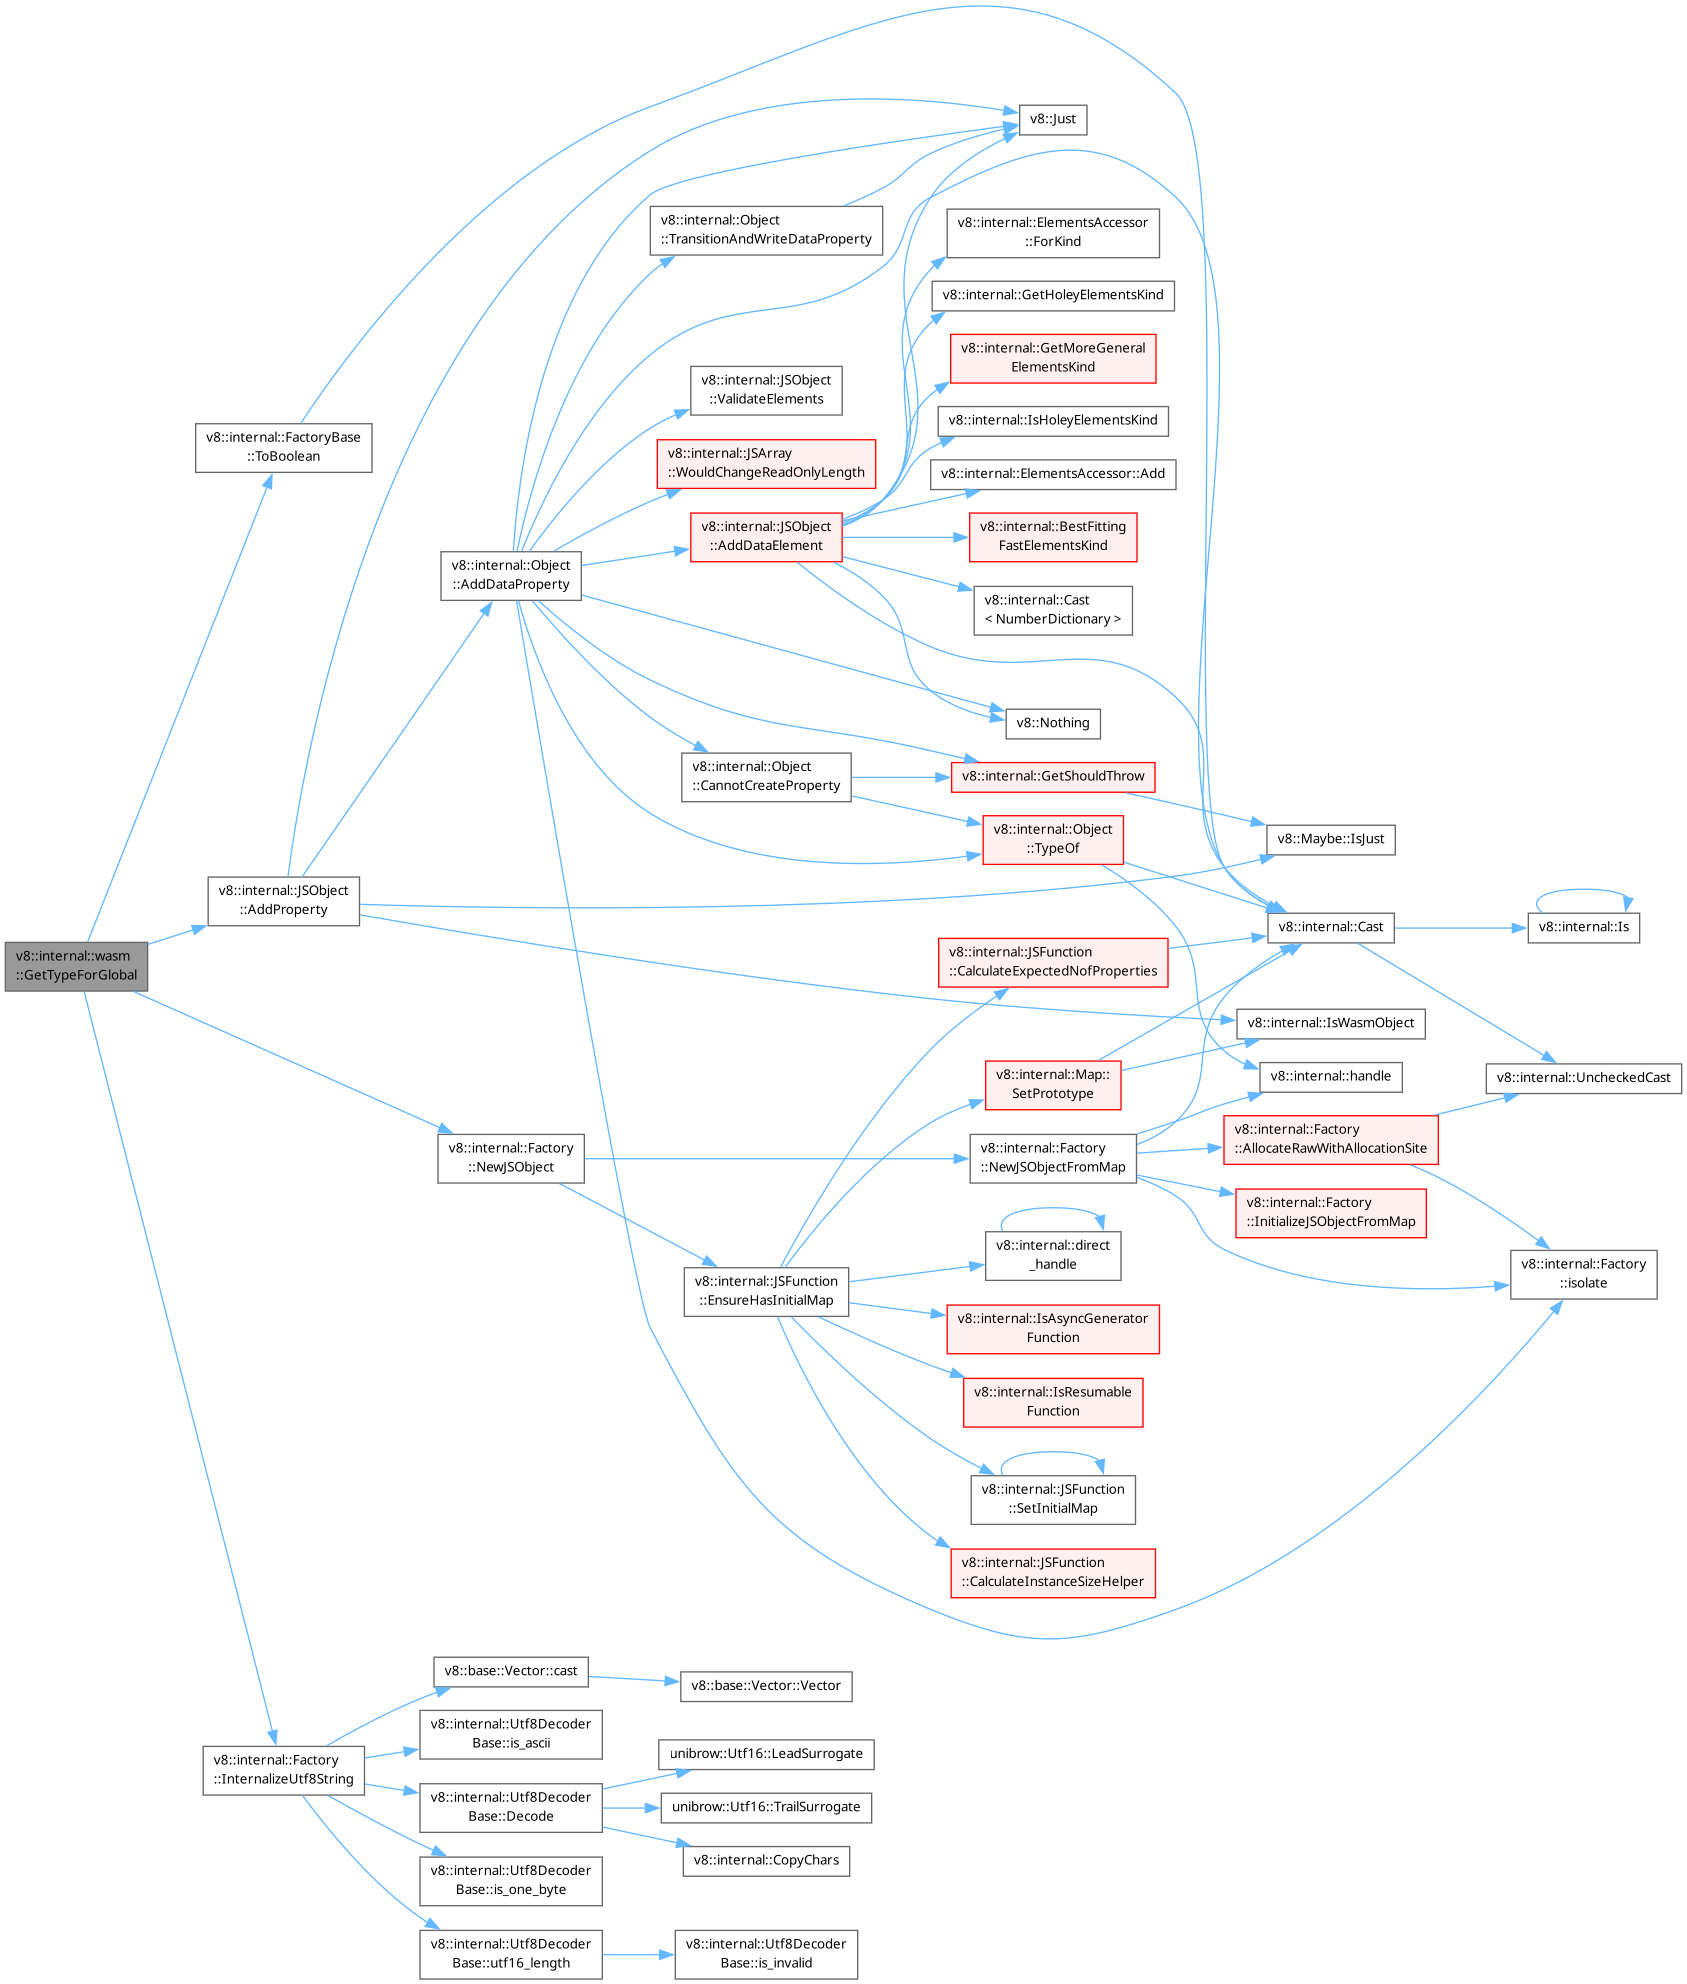 v8::Just
v8::internal::Object
::TransitionAndWriteDataProperty
v8::internal::ElementsAccessor
::ForKind
v8::internal::GetHoleyElementsKind
v8::internal::GetMoreGeneral
ElementsKind
v8::internal::JSObject
::ValidateElements
v8::internal::IsHoleyElementsKind
v8::internal::FactoryBase
::ToBoolean
v8::internal::JSArray
::WouldChangeReadOnlyLength
v8::internal::ElementsAccessor::Add
v8::internal::JSObject
::AddDataElement
v8::internal::BestFitting
FastElementsKind
v8::internal::Object
::AddDataProperty
v8::internal::Cast
< NumberDictionary >
v8::Nothing
v8::internal::Object
::CannotCreateProperty
v8::internal::GetShouldThrow
v8::internal::Object
::TypeOf
v8::Maybe::IsJust
v8::internal::JSObject
::AddProperty
v8::internal::Cast
v8::internal::Is
v8::internal::wasm
::GetTypeForGlobal
v8::internal::JSFunction
::CalculateExpectedNofProperties
v8::internal::IsWasmObject
v8::internal::Map::
SetPrototype
v8::internal::handle
v8::internal::UncheckedCast
v8::internal::Factory
::NewJSObject
v8::internal::Factory
::NewJSObjectFromMap
v8::internal::Factory
::AllocateRawWithAllocationSite
v8::internal::Factory
::InitializeJSObjectFromMap
v8::internal::direct
_handle
v8::internal::JSFunction
::EnsureHasInitialMap
v8::internal::Factory
::isolate
v8::internal::IsAsyncGenerator
Function
v8::internal::IsResumable
Function
v8::internal::JSFunction
::SetInitialMap
v8::internal::JSFunction
::CalculateInstanceSizeHelper
v8::base::Vector::cast
v8::base::Vector::Vector
v8::internal::Utf8Decoder
Base::is_ascii
v8::internal::Factory
::InternalizeUtf8String
unibrow::Utf16::LeadSurrogate
v8::internal::Utf8Decoder
Base::Decode
unibrow::Utf16::TrailSurrogate
v8::internal::CopyChars
v8::internal::Utf8Decoder
Base::is_one_byte
v8::internal::Utf8Decoder
Base::utf16_length
v8::internal::Utf8Decoder
Base::is_invalid